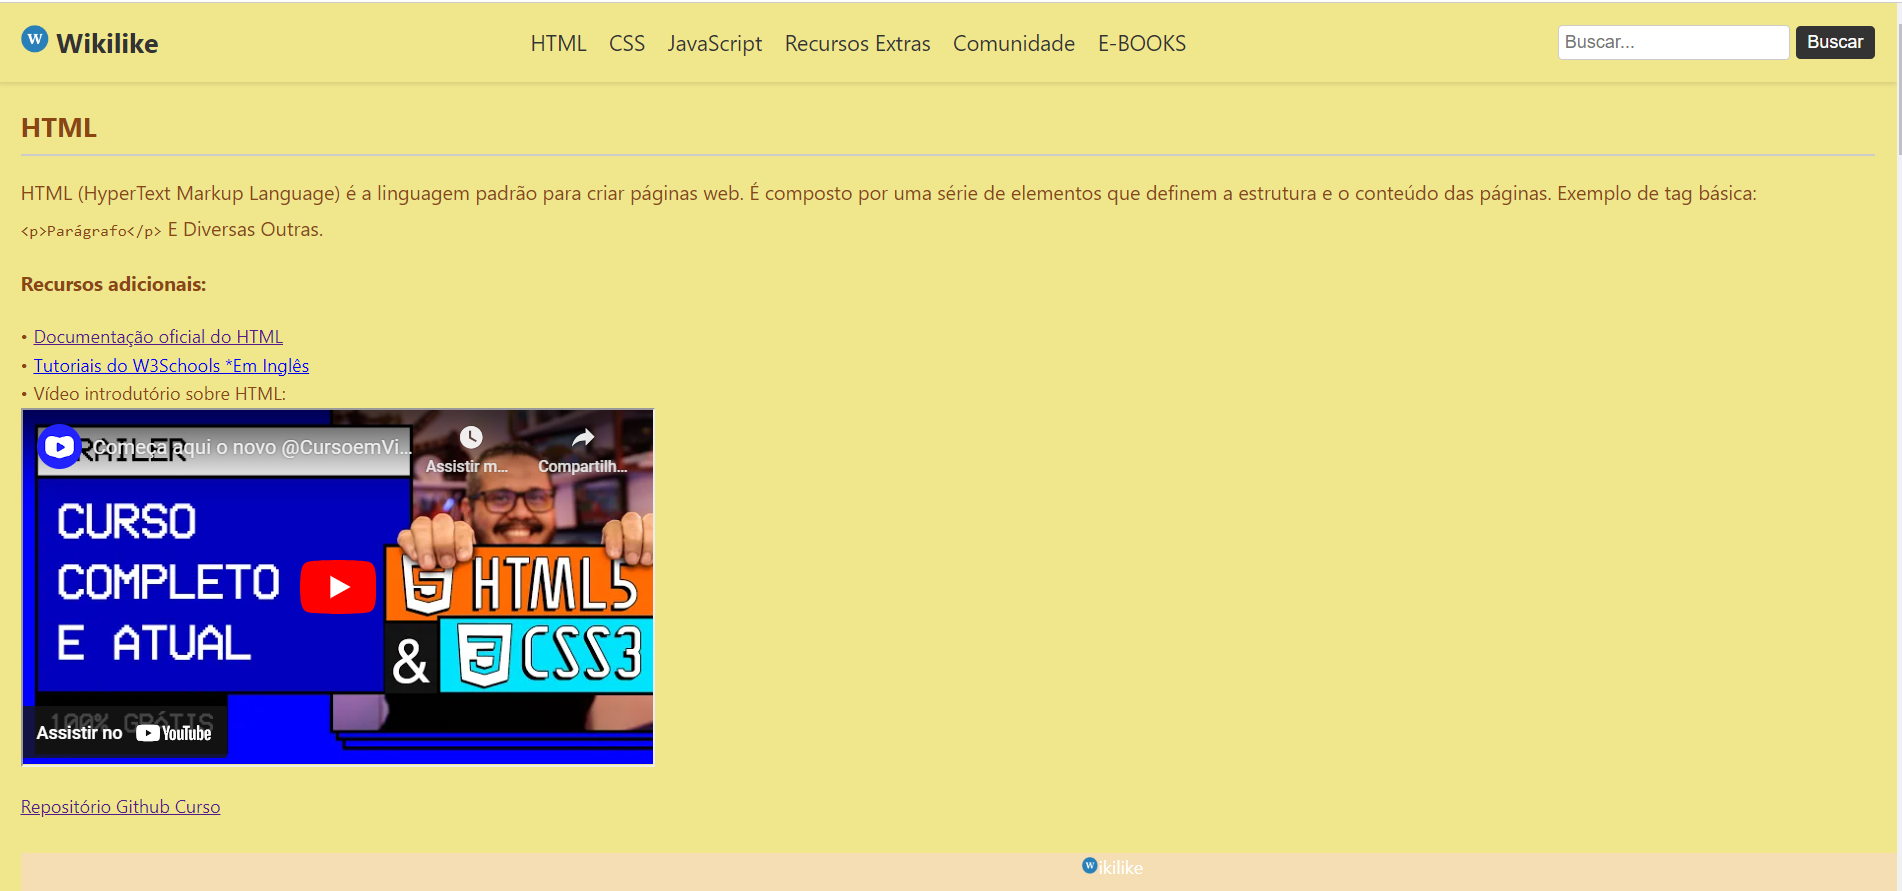 W Wikilike
HTML CSS JavaScript Recursos Extras Comunidade E-BOOKS
Buscar... Buscar
HTML
HTML (HyperText Markup Language) é a linguagem padrão para criar páginas web. É composto por uma série de elementos que definem a estrutura e o conteúdo das páginas. Exemplo de tag básica:
<p>Parágrafo</p> E Diversas Outras.
Recursos adicionais:
• Documentação oficial do HTML
• Tutoriais do W3Schools *Em Inglês
• Vídeo introdutório sobre HTML:
Começa aqui o novo @CursoemVi...
Assistir m... Compartilh...
CURSO
COMPLETO
E ATUAL
HTML5
& CSS3
100% GRÁTIS
Assistir no YouTube
Repositório Github Curso
W ikilike